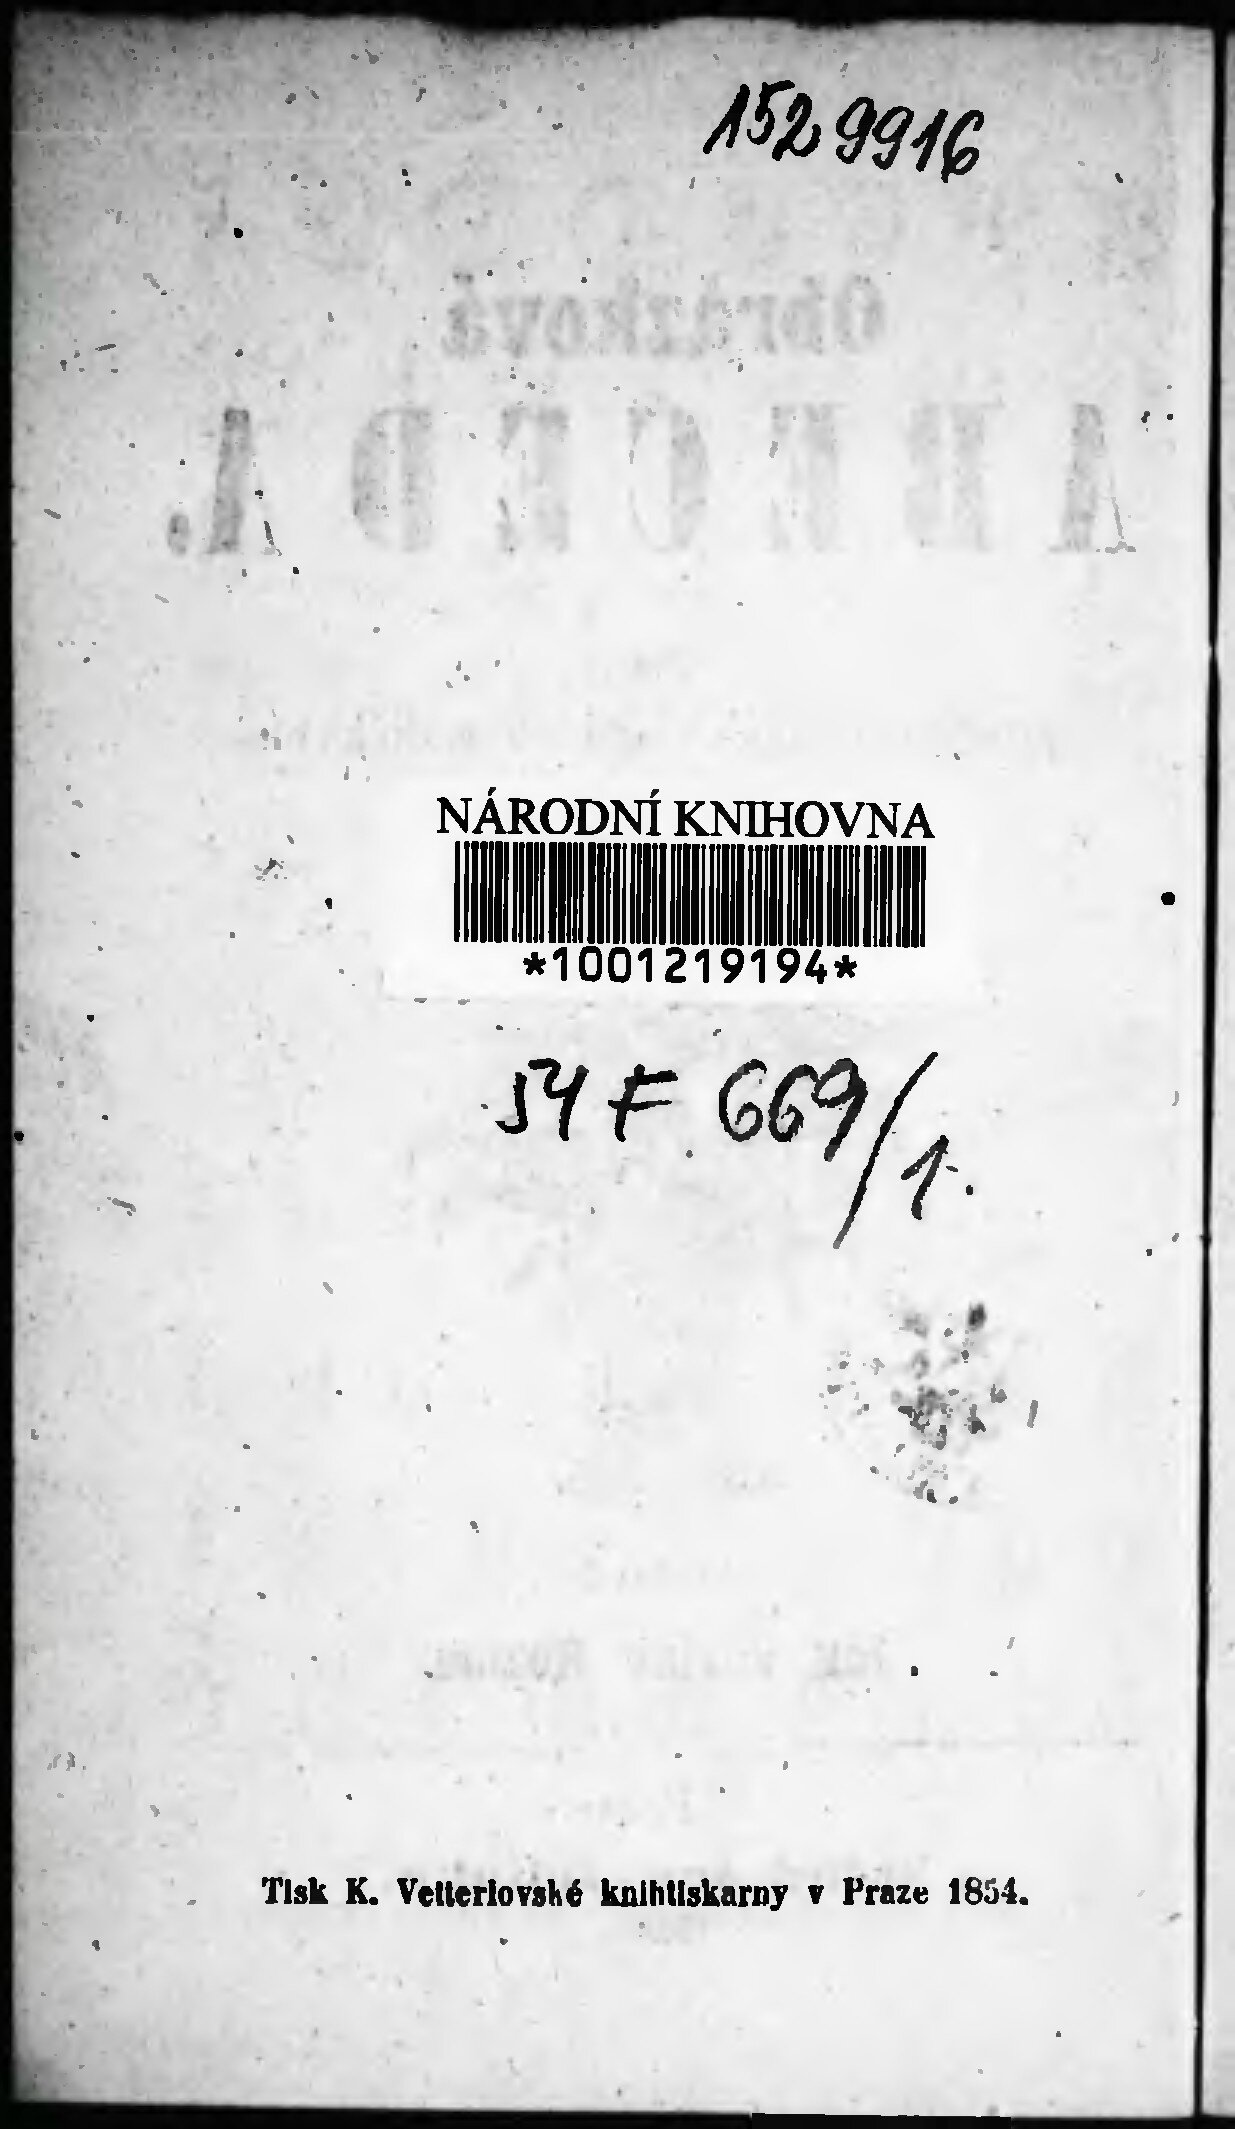 1529916
NÁRODNÍ KNIHOVNA
*1001219194*
54 F 669/1.
Tisk K. Vetterlovské knihtiskarny v Praze 1854.